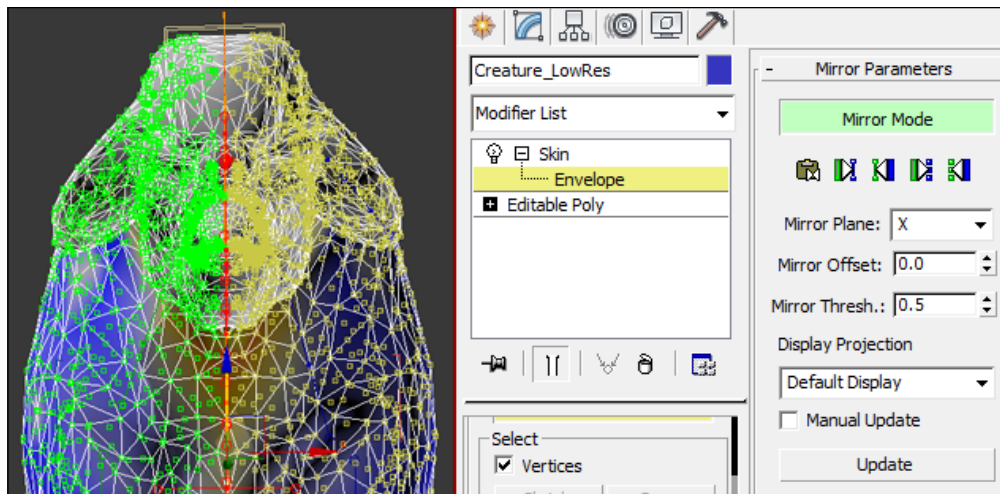 Creature_LowRes
Modifier List
Skin
Envelope
Editable Poly
Select
Vertices
- Mirror Parameters
Mirror Mode
Mirror Plane: X
Mirror Offset: 0.0
Mirror Thresh.: 0.5
Display Projection
Default Display
Manual Update
Update